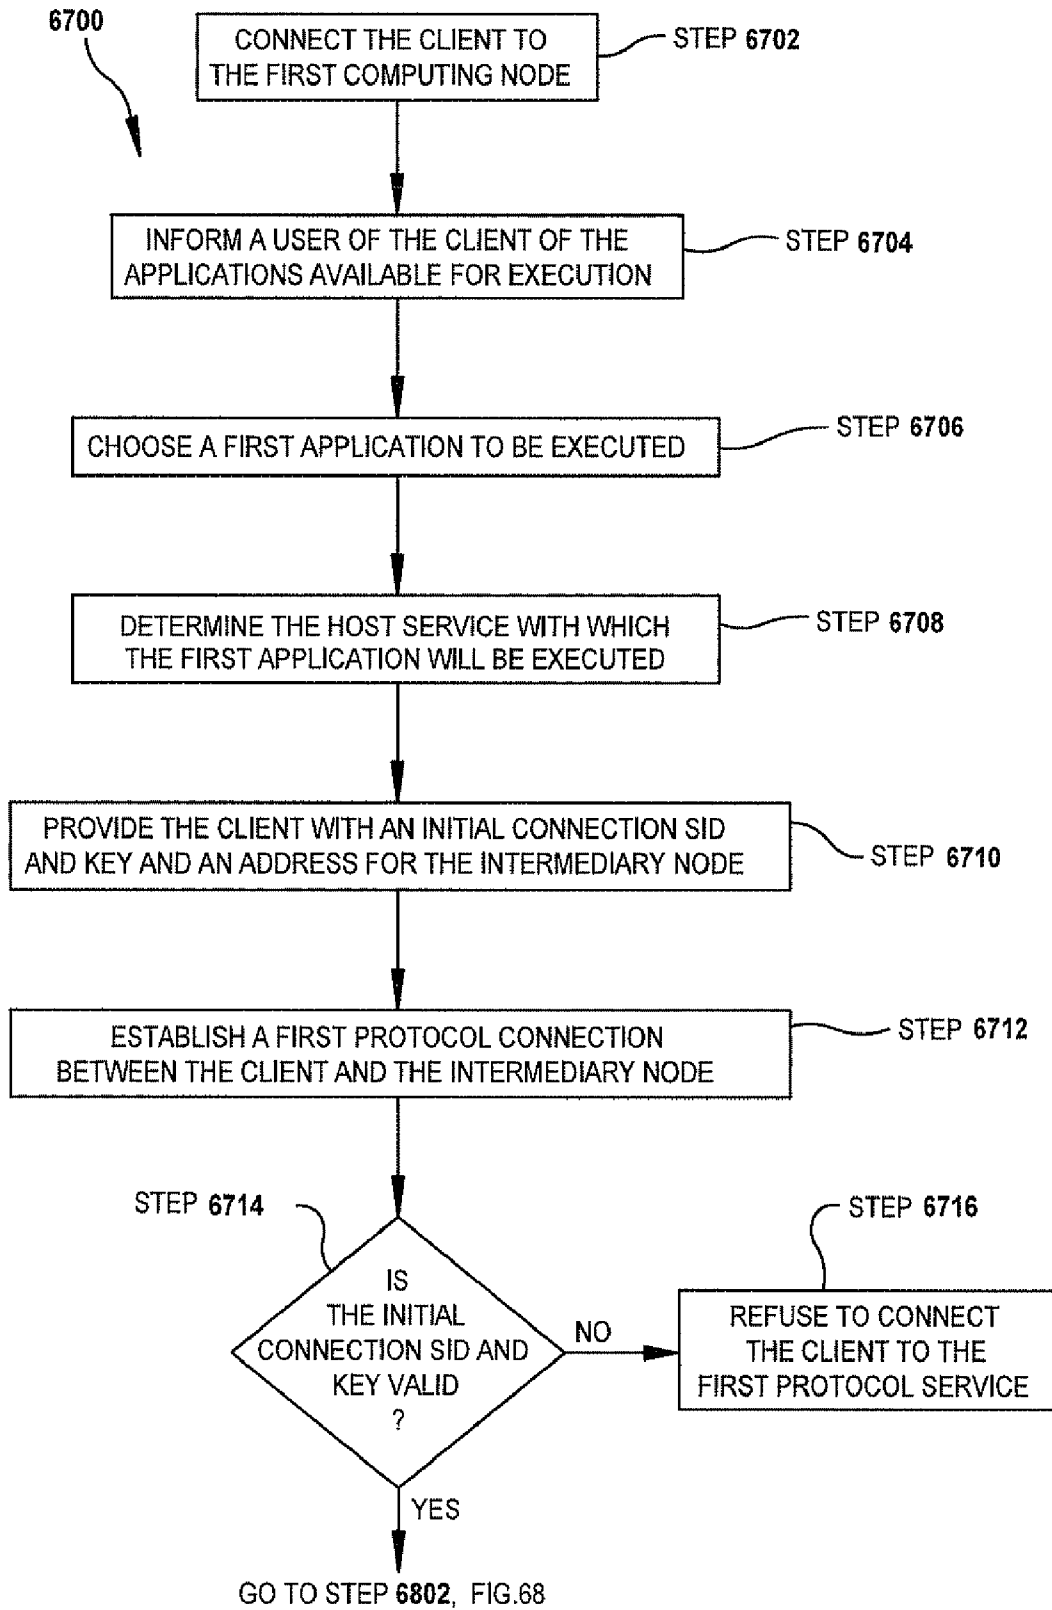 6700
CONNECT THE CLIENT TO
THE FIRST COMPUTING NODE
STEP 6702
INFORM A USER OF THE CLIENT OF THE
APPLICATIONS AVAILABLE FOR EXECUTION
STEP 6704
CHOOSE A FIRST APPLICATION TO BE EXECUTED
STEP 6706
DETERMINE THE HOST SERVICE WITH WHICH
THE FIRST APPLICATION WILL BE EXECUTED
STEP 6708
PROVIDE THE CLIENT WITH AN INITIAL CONNECTION SID
AND KEY AND AN ADDRESS FOR THE INTERMEDIARY NODE
STEP 6710
ESTABLISH A FIRST PROTOCOL CONNECTION
BETWEEN THE CLIENT AND THE INTERMEDIARY NODE
STEP 6712
STEP 6714
IS
THE INITIAL
CONNECTION SID AND
KEY VALID
?
NO
STEP 6716
REFUSE TO CONNECT
THE CLIENT TO THE
FIRST PROTOCOL SERVICE
YES
GO TO STEP 6802, FIG.68